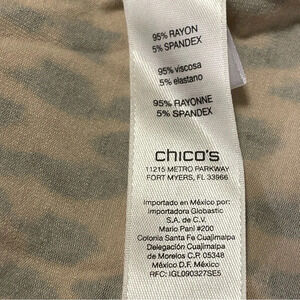 95% RAYON
5% SPANDEX
95% viscosa
5% elastano
95% RAYONNE
5% SPANDEX
chico's
11215 METRO PARKWAY
FORT MYERS, FL 33966
Importado en México por:
Importadora Globastic
S.A. de C.V.
Mario Pani #200
Colonia Santa Fe Cuajimalpa
Delegación Cuajimalpa
de Morelos C.P. 05348
México D.F. México
RFC: IGL090327SE5